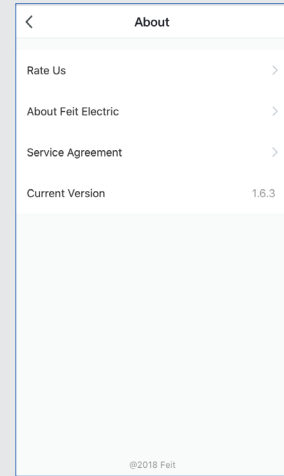 About
Rate Us
About Feit Electric
Service Agreement
Current Version 1.6.3
@2018 Feit